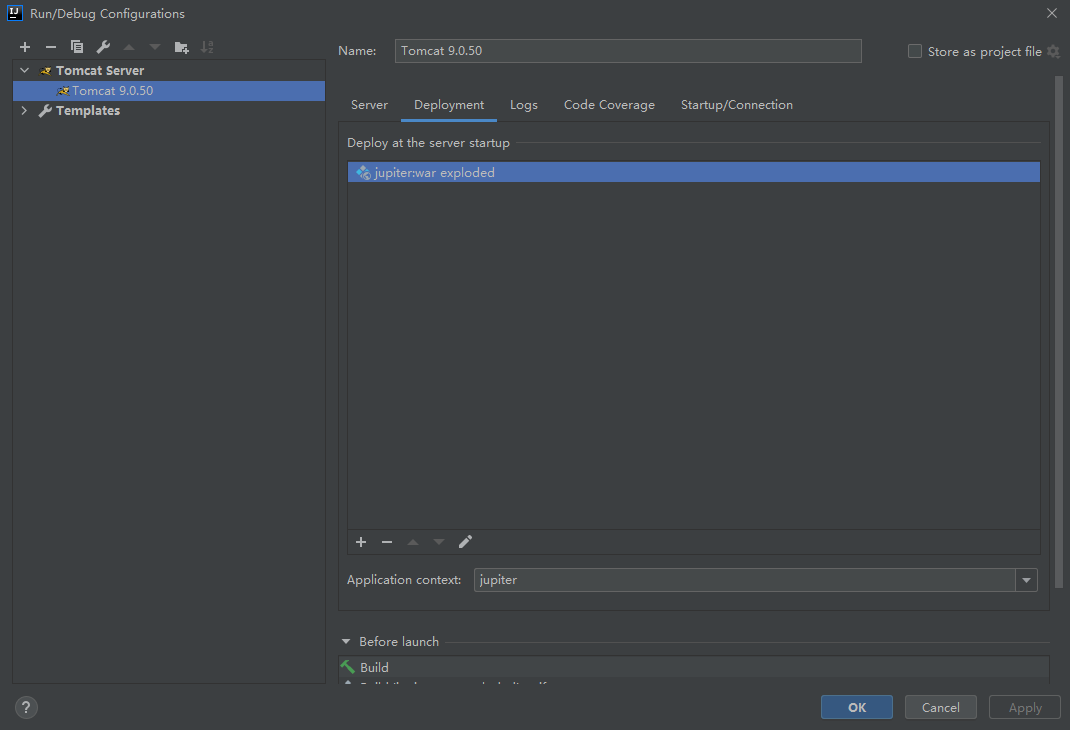 Run/Debug Configurations
Name: Tomcat 9.0.50 Store as project file
Tomcat Server
Tomcat 9.0.50
Templates
Server Deployment Logs Code Coverage Startup/Connection
Deploy at the server startup
jupiter:war exploded
Application context: jupiter
Before launch
Build
? OK Cancel Apply